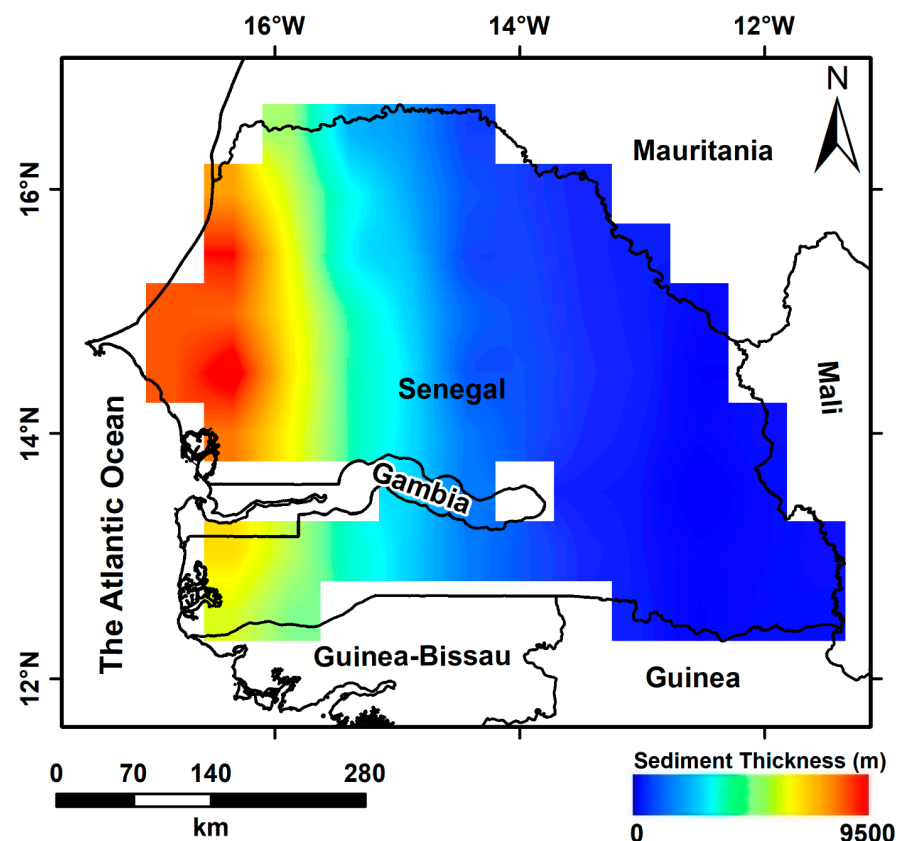 16°W 14°W 12°W
N
Mauritania
16°N
Senegal
Mali
14°N
Gambia
The Atlantic Ocean
Guinea-Bissau
Guinea
12°N
Sediment Thickness (m)
0 70 140 280
km
0 9500